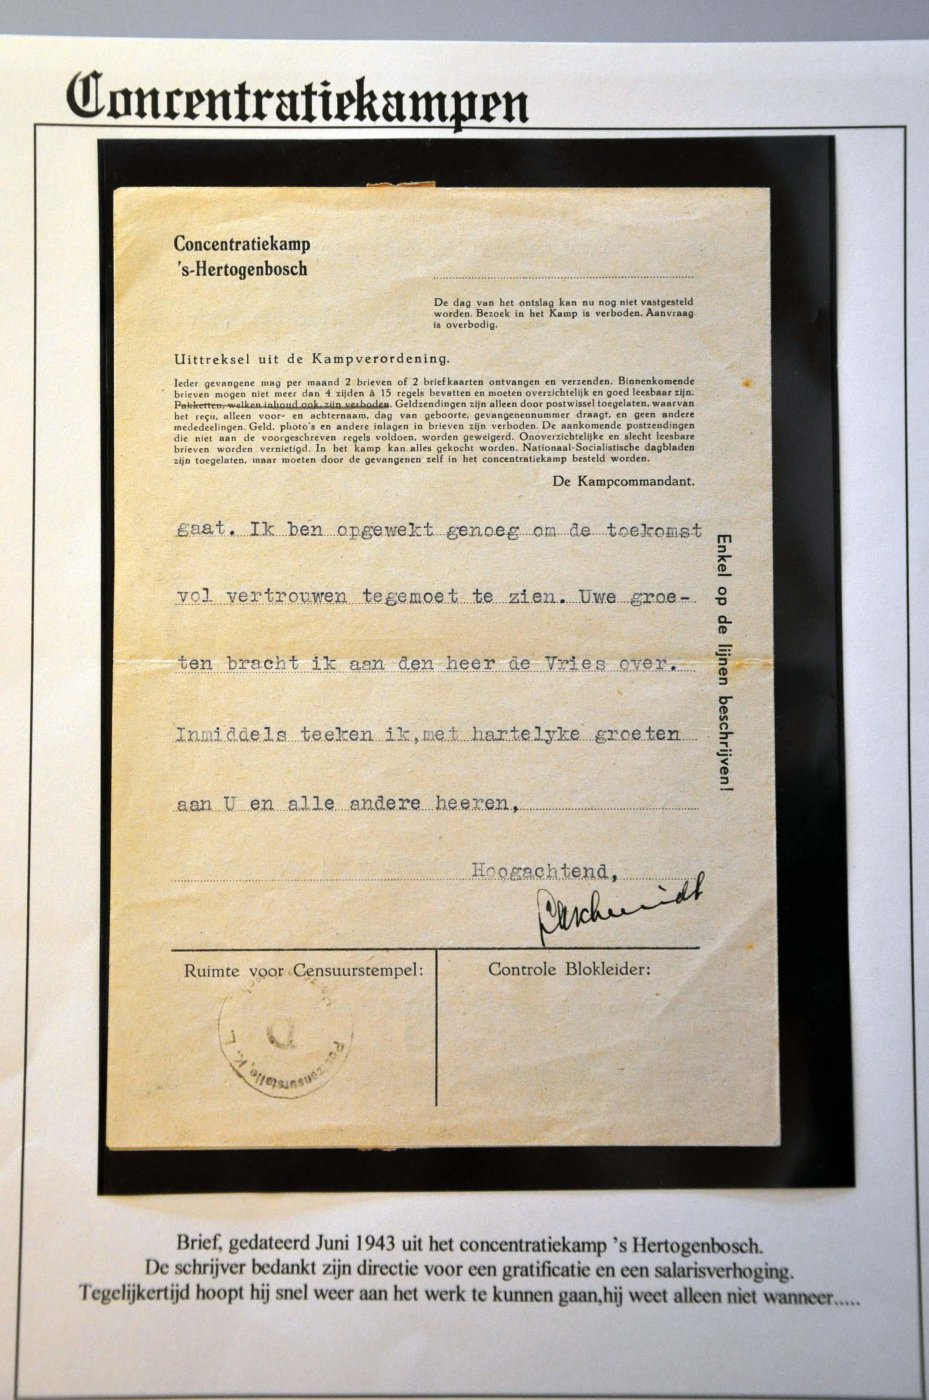 Concentratiekampen
Concentratiekamp
's-Hertogenbosch
De dag van het ontslag kan nu nog niet vastgesteld
worden. Bezoek in het Kamp is verboden. Aanvraag
is overbodig.
Uittreksel uit de Kampverordening.
Ieder gevangene mag per maand 2 brieven of 2 briefkaarten ontvangen en verzenden. Binnenkomende
brieven mogen niet meer dan 4 zijden à 15 regels bevatten en moeten overzichtelijk en goed leesbaar zijn.
Pakketten, welken inhoud ook, zijn verboden. Geldzendingen zijn alleen door postwissel toegelaten, waarvan
het reçu, alleen voor- en achternaam, dag van geboorte, gevangenennummer draagt, en geen andere
mededeelingen. Geld, photo's en andere inlagen in brieven zijn verboden. De aankomende postzendingen
die niet aan de voorgeschreven regels voldoen, worden geweigerd. Onoverzichtelijke en slecht leesbare
brieven worden vernietigd. In het kamp kan alles gekocht worden. Nationaal-Socialistische dagbladen
zijn toegelaten, maar moeten door de gevangenen zelf in het concentratiekamp besteld worden.
De Kampcommandant.
gaat. Ik ben opgewekt genoeg om de toekomst
vol vertrouwen tegemoet te zien. Uwe groe-
ten bracht ik aan den heer de Vries over.
Inmiddels teeken ik,met hartelyke groeten
aan U en alle andere heeren,
Hoogachtend,
Enkel op de lijnen beschrijven!
Ruimte voor Censuurstempel:
Controle Blokleider:
Postzensurstelle, K. L.
Brief, gedateerd Juni 1943 uit het concentratiekamp 's Hertogenbosch.
De schrijver bedankt zijn directie voor een gratificatie en een salarisverhoging.
Tegelijkertijd hoopt hij snel weer aan het werk te kunnen gaan,hij weet alleen niet wanneer.....